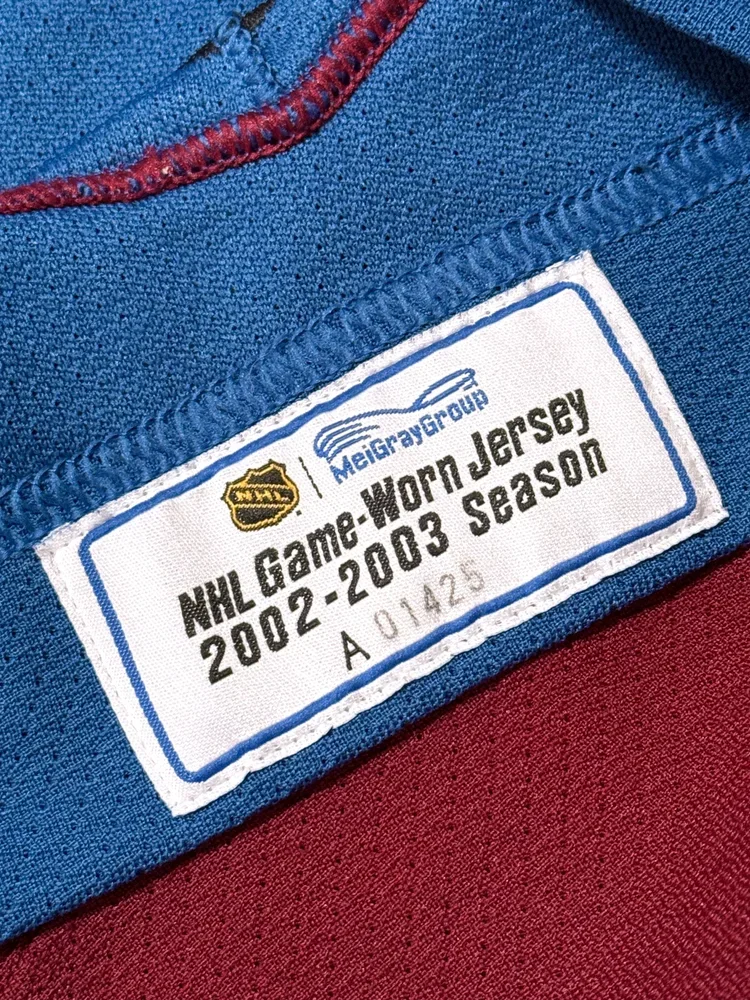 NHL | MeiGrayGroup
NHL Game-Worn Jersey
2002-2003 Season
A 01425